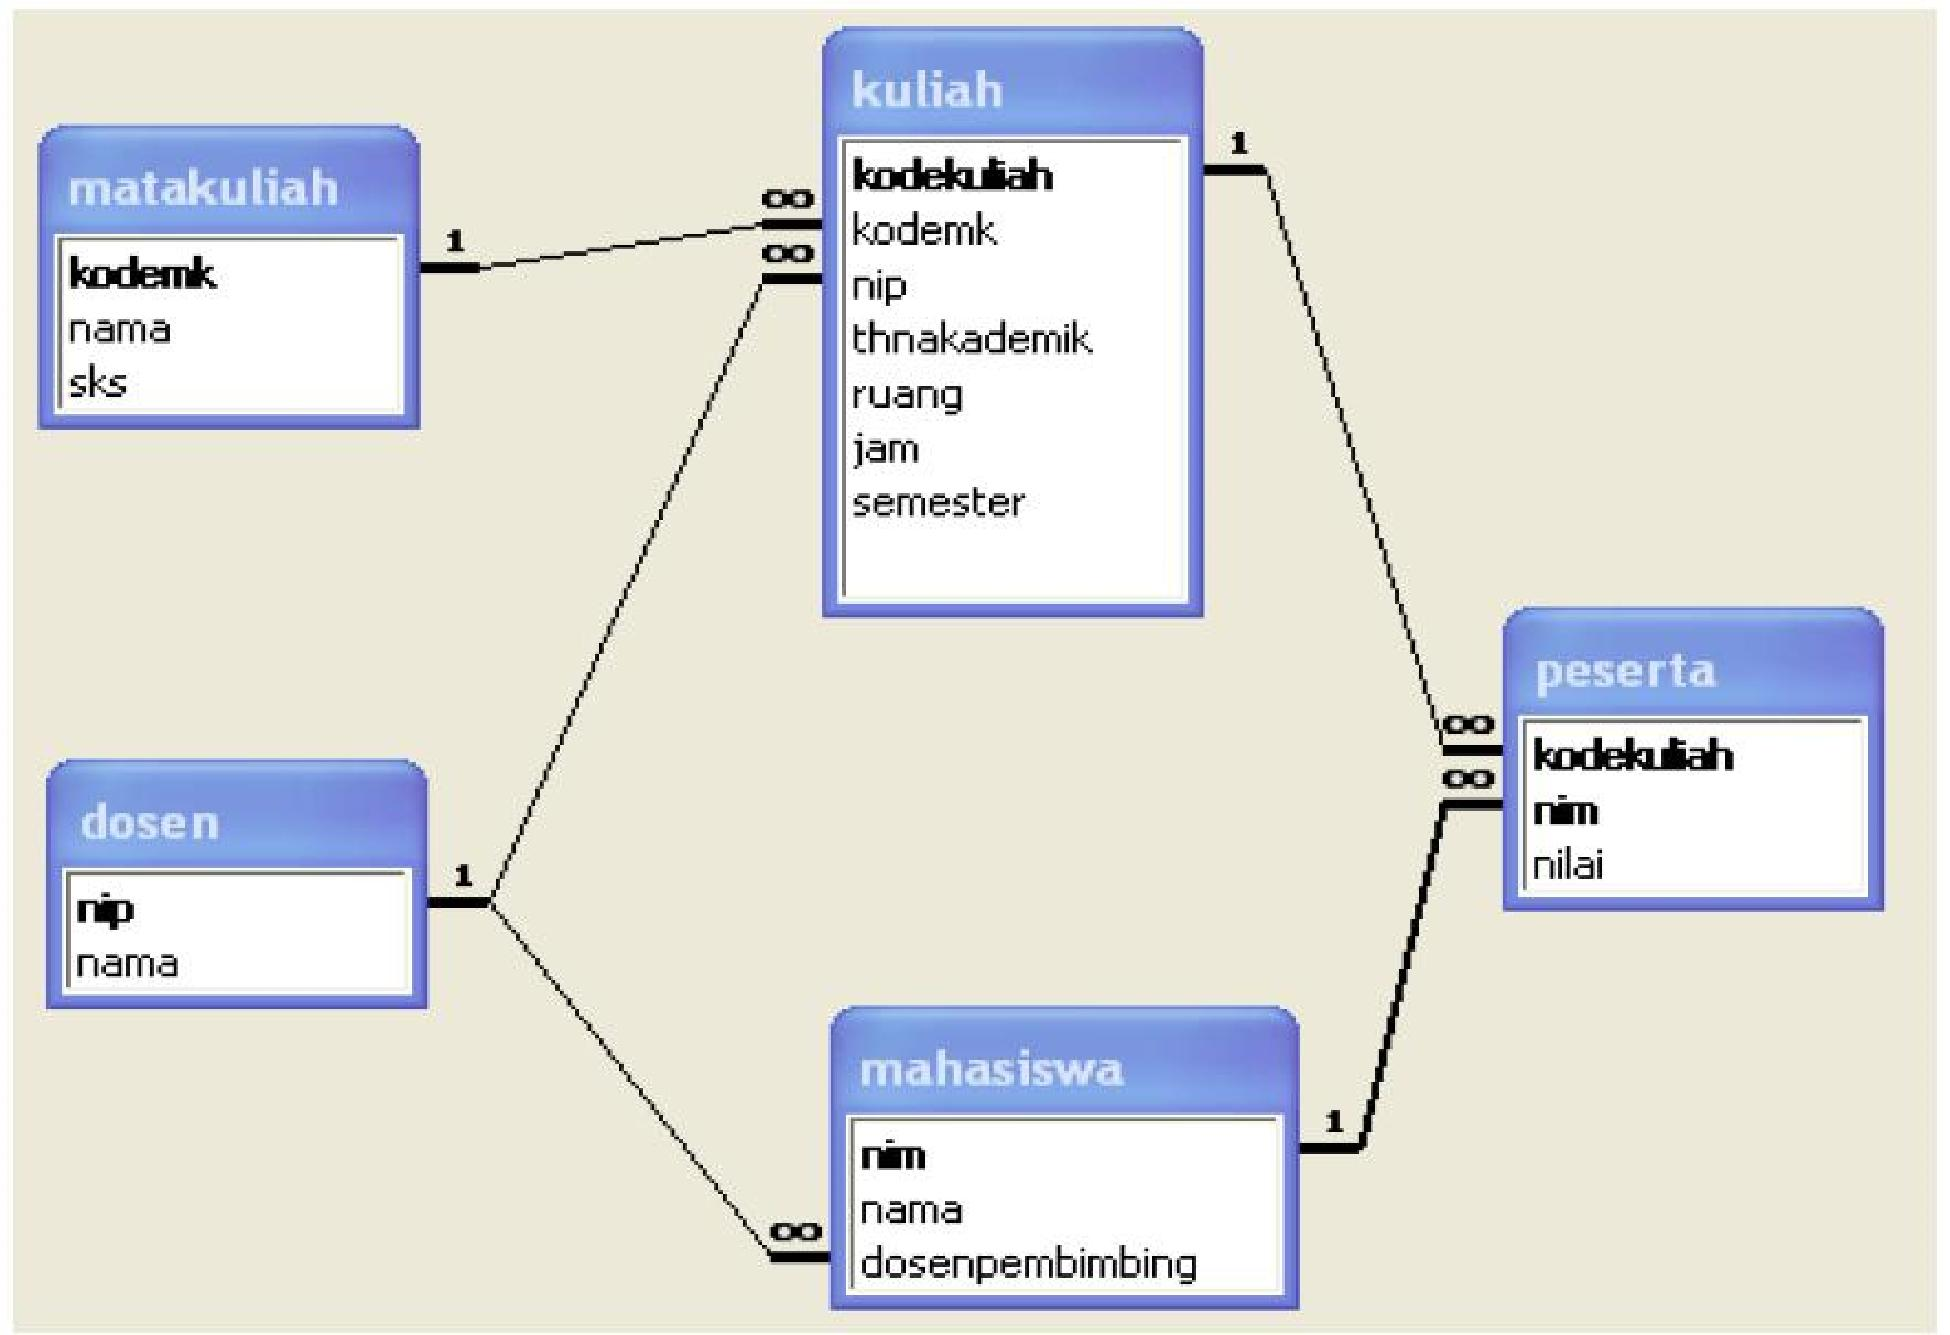 kuliah
kodekuliah
kodemk
nip
thnakademik
ruang
jam
semester
1
matakuliah
kodemk
nama
sks
1
∞
∞
peserta
kodekuliah
nim
nilai
∞
∞
dosen
nip
nama
1
mahasiswa
nim
nama
dosenpembimbing
1
∞